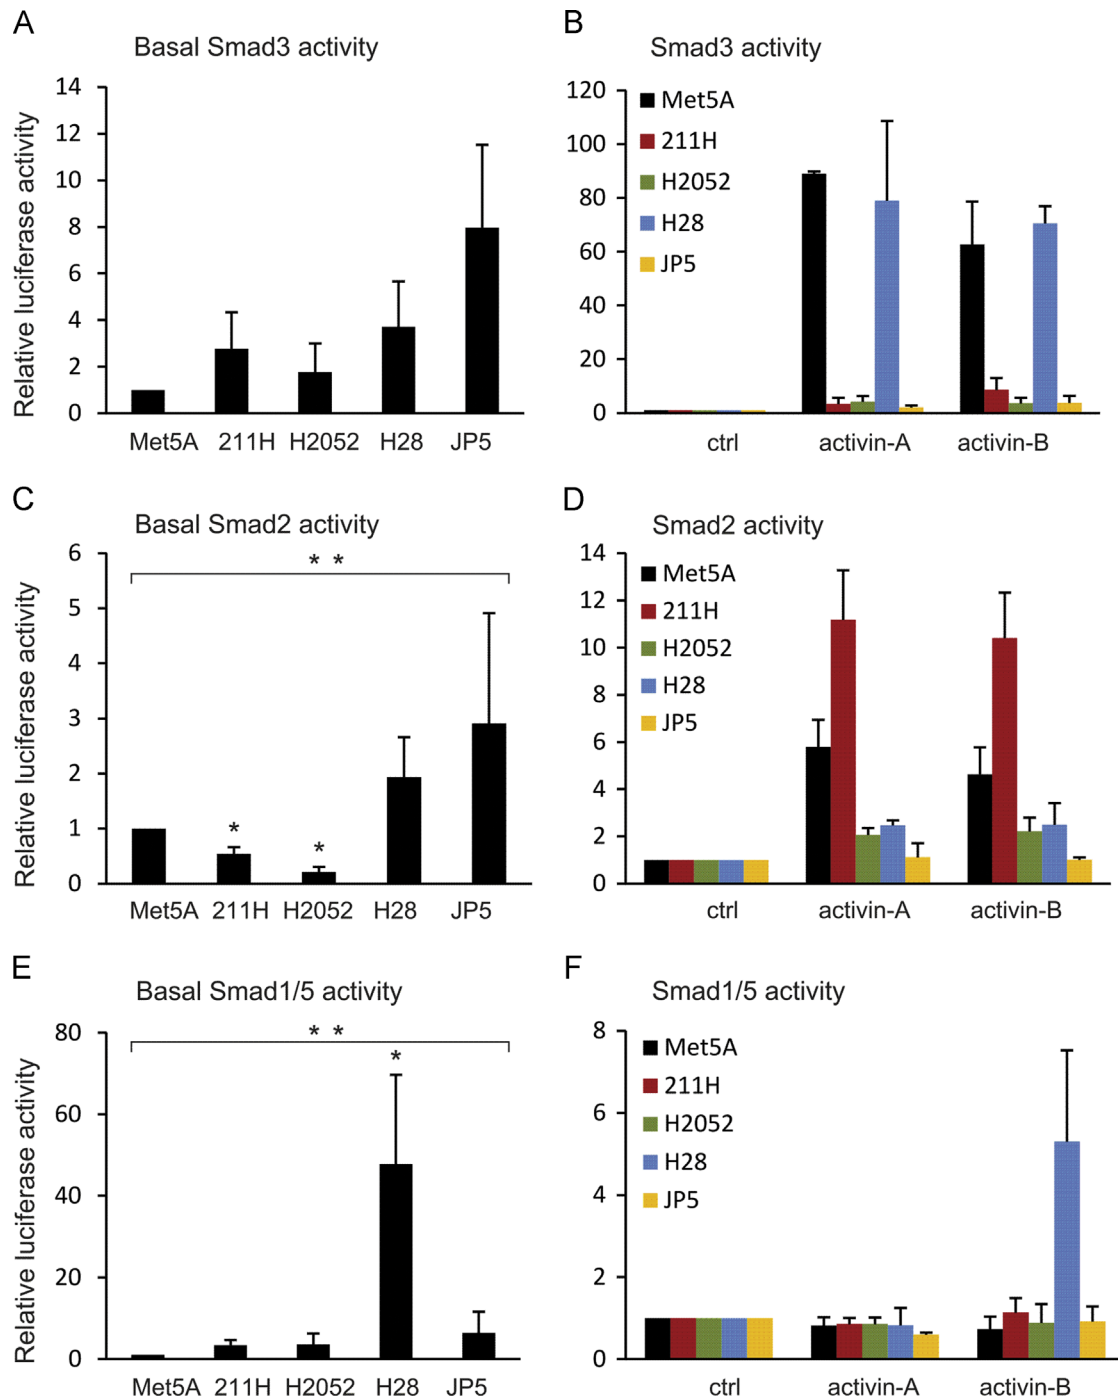 A
Basal Smad3 activity
Relative luciferase activity
14
12
10
8
6
4
2
0
Met5A 211H H2052 H28 JP5
B
Smad3 activity
120
100
80
60
40
20
0
Met5A
211H
H2052
H28
JP5
ctrl activin-A activin-B
C
Basal Smad2 activity
Relative luciferase activity
6
5
4
3
2
1
0
* *
*
*
Met5A 211H H2052 H28 JP5
D
Smad2 activity
14
12
10
8
6
4
2
0
Met5A
211H
H2052
H28
JP5
ctrl activin-A activin-B
E
Basal Smad1/5 activity
Relative luciferase activity
80
60
40
20
0
* *
*
Met5A 211H H2052 H28 JP5
F
Smad1/5 activity
8
6
4
2
0
Met5A
211H
H2052
H28
JP5
ctrl activin-A activin-B